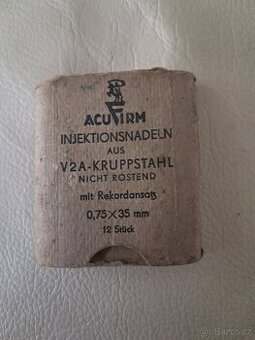 ACUFIRM
INJEKTIONSNADELN
AUS
V2A-KRUPPSTAHL
NICHT ROSTEND
mit Rekordansatz
0,75×35 mm
12 Stück